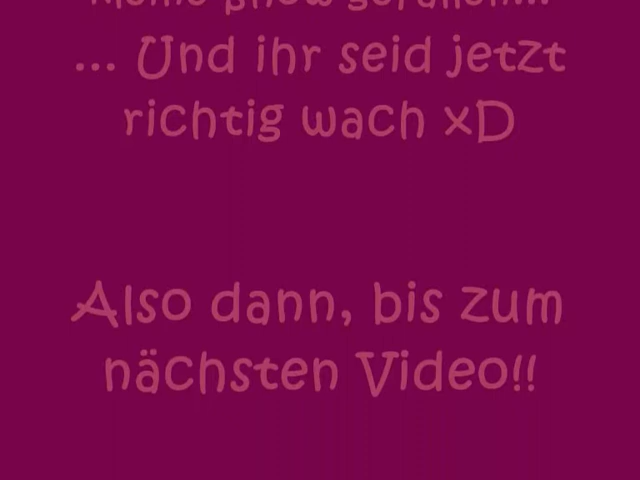 ... Und ihr seid jetzt
richtig wach xD
Also dann, bis zum
nächsten Video!!